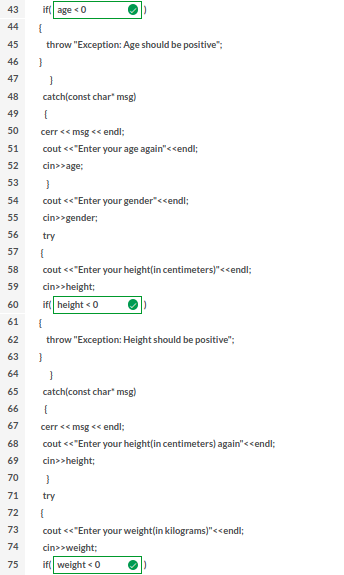 43 if( age < 0 )
44 {
45 throw "Exception: Age should be positive";
46 }
47 }
48 catch(const char* msg)
49 {
50 cerr << msg << endl;
51 cout <<"Enter your age again"<<endl;
52 cin>>age;
53 }
54 cout <<"Enter your gender"<<endl;
55 cin>>gender;
56 try
57 {
58 cout <<"Enter your height(in centimeters)"<<endl;
59 cin>>height;
60 if( height < 0 )
61 {
62 throw "Exception: Height should be positive";
63 }
64 }
65 catch(const char* msg)
66 {
67 cerr << msg << endl;
68 cout <<"Enter your height(in centimeters) again"<<endl;
69 cin>>height;
70 }
71 try
72 {
73 cout <<"Enter your weight(in kilograms)"<<endl;
74 cin>>weight;
75 if( weight < 0 )